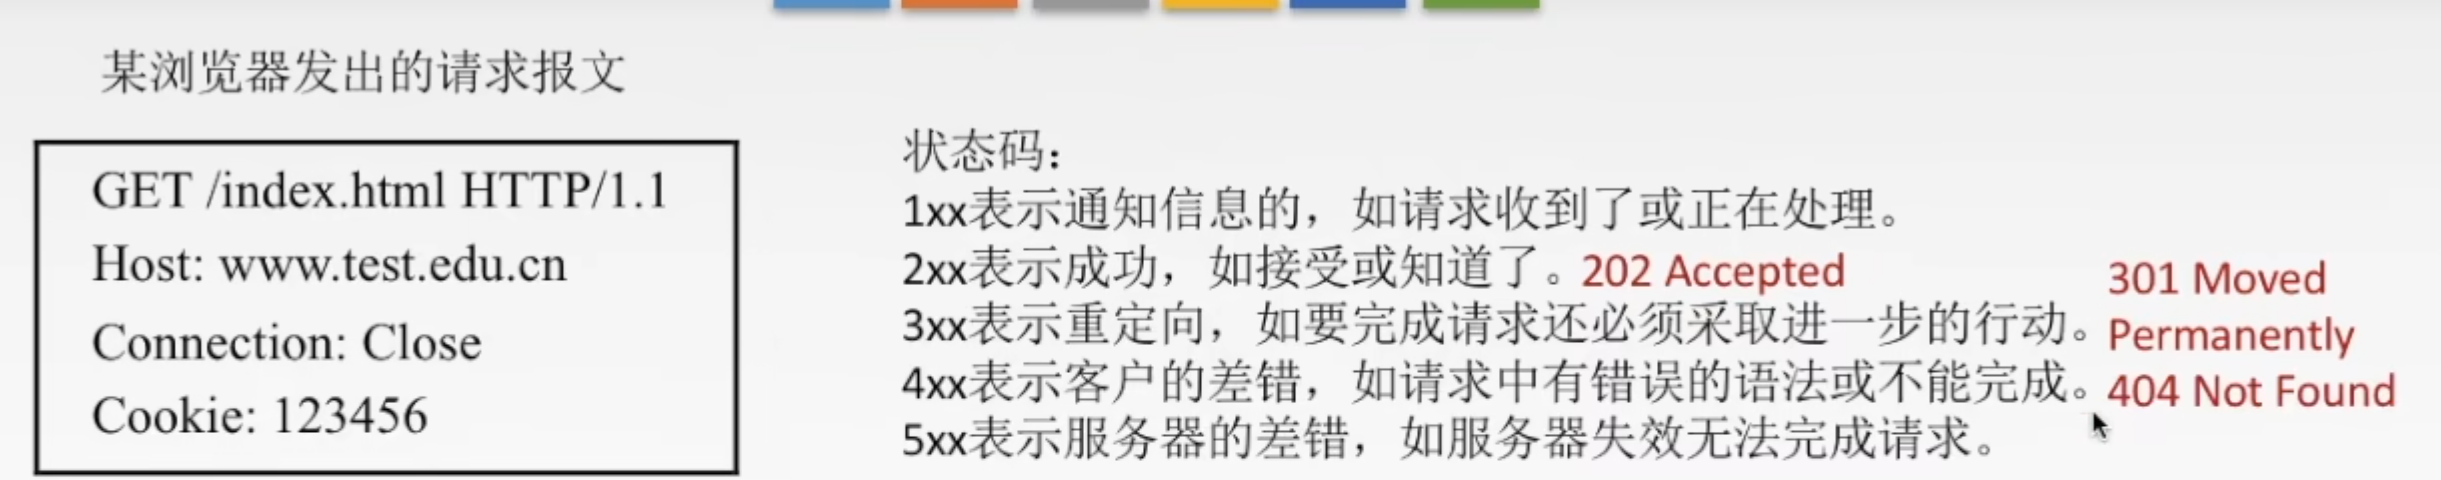 某浏览器发出的请求报文
GET /index.html HTTP/1.1
Host: www.test.edu.cn
Connection: Close
Cookie: 123456
状态码：
1xx表示通知信息的，如请求收到了或正在处理。
2xx表示成功，如接受或知道了。202 Accepted
3xx表示重定向，如要完成请求还必须采取进一步的行动。
301 Moved
Permanently
4xx表示客户的差错，如请求中有错误的语法或不能完成。
404 Not Found
5xx表示服务器的差错，如服务器失效无法完成请求。